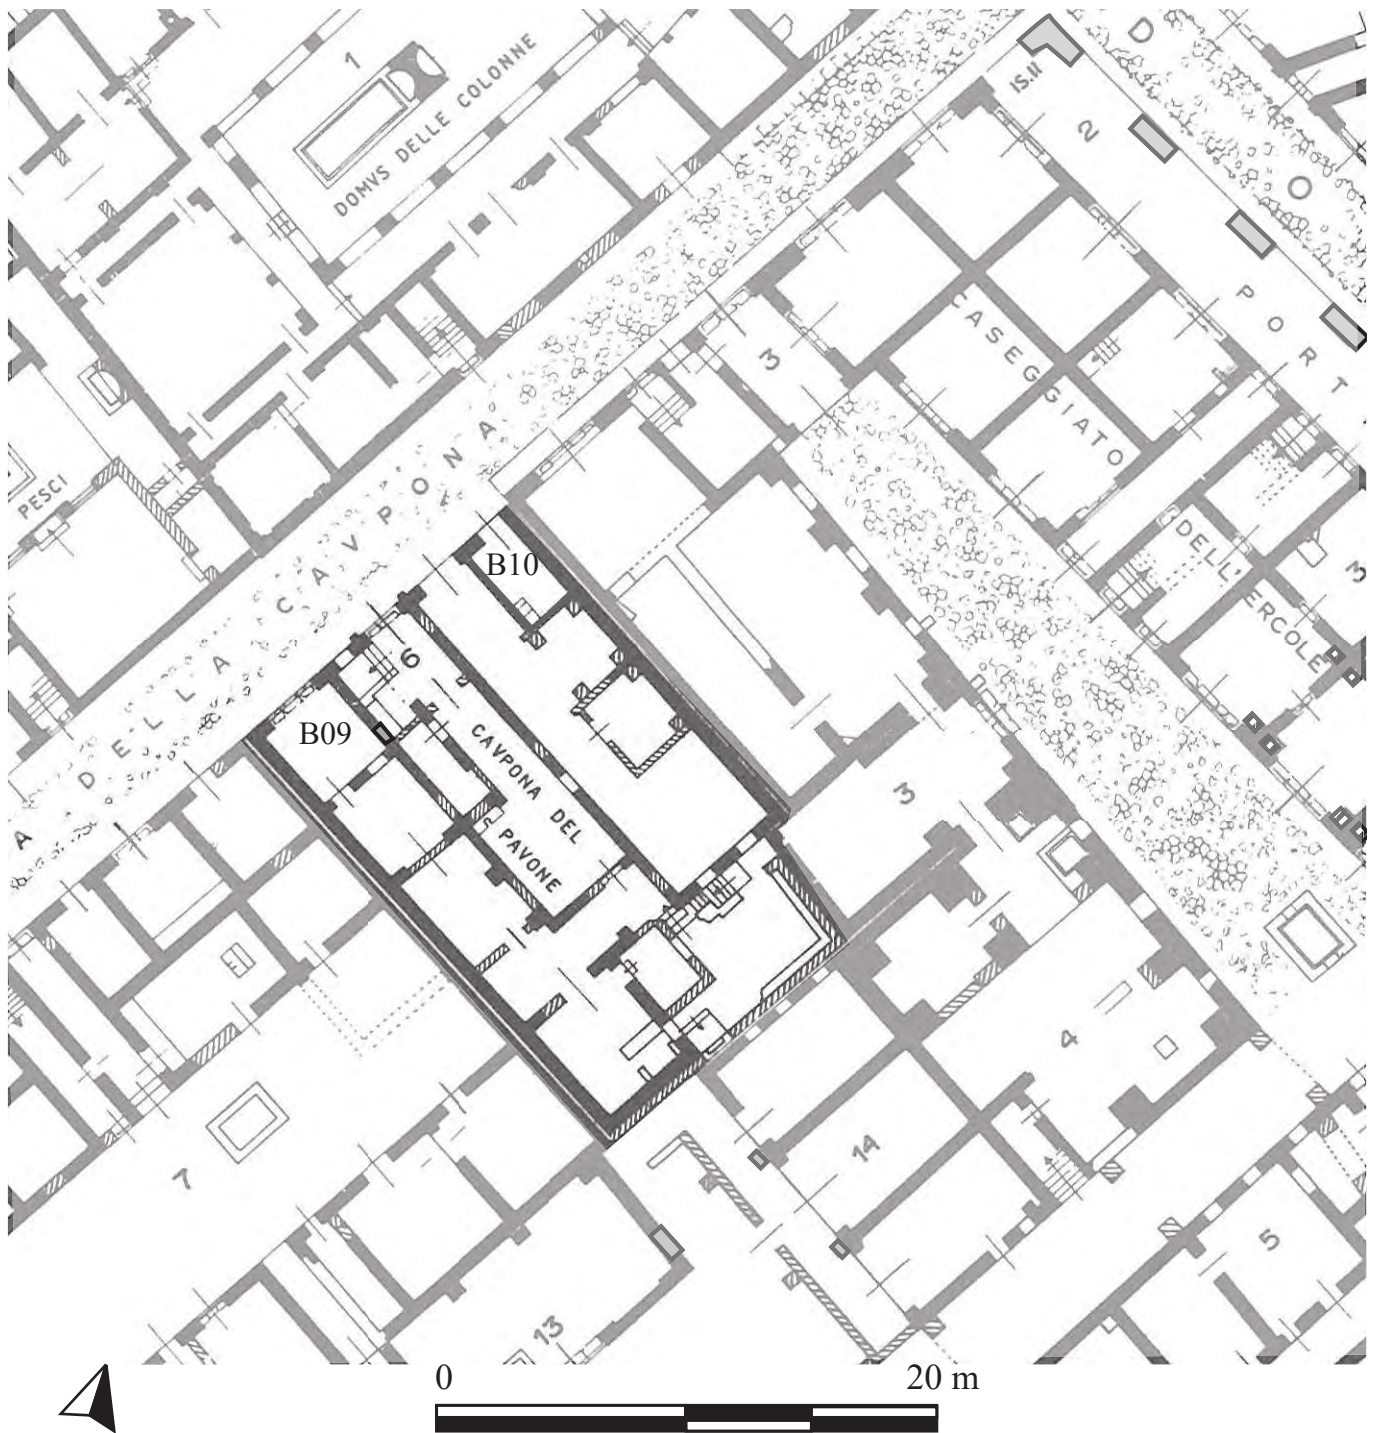 1
DOMVS DELLE COLONNE
D
O
IS.II
2
PORT
3
CASEGGIATO
DELL'
ERCOLE
3
PESCI
A DELLA CAVPONA
B10
6
B09
CAVPONA DEL
PAVONE
3
4
7
14
5
13
0
20 m